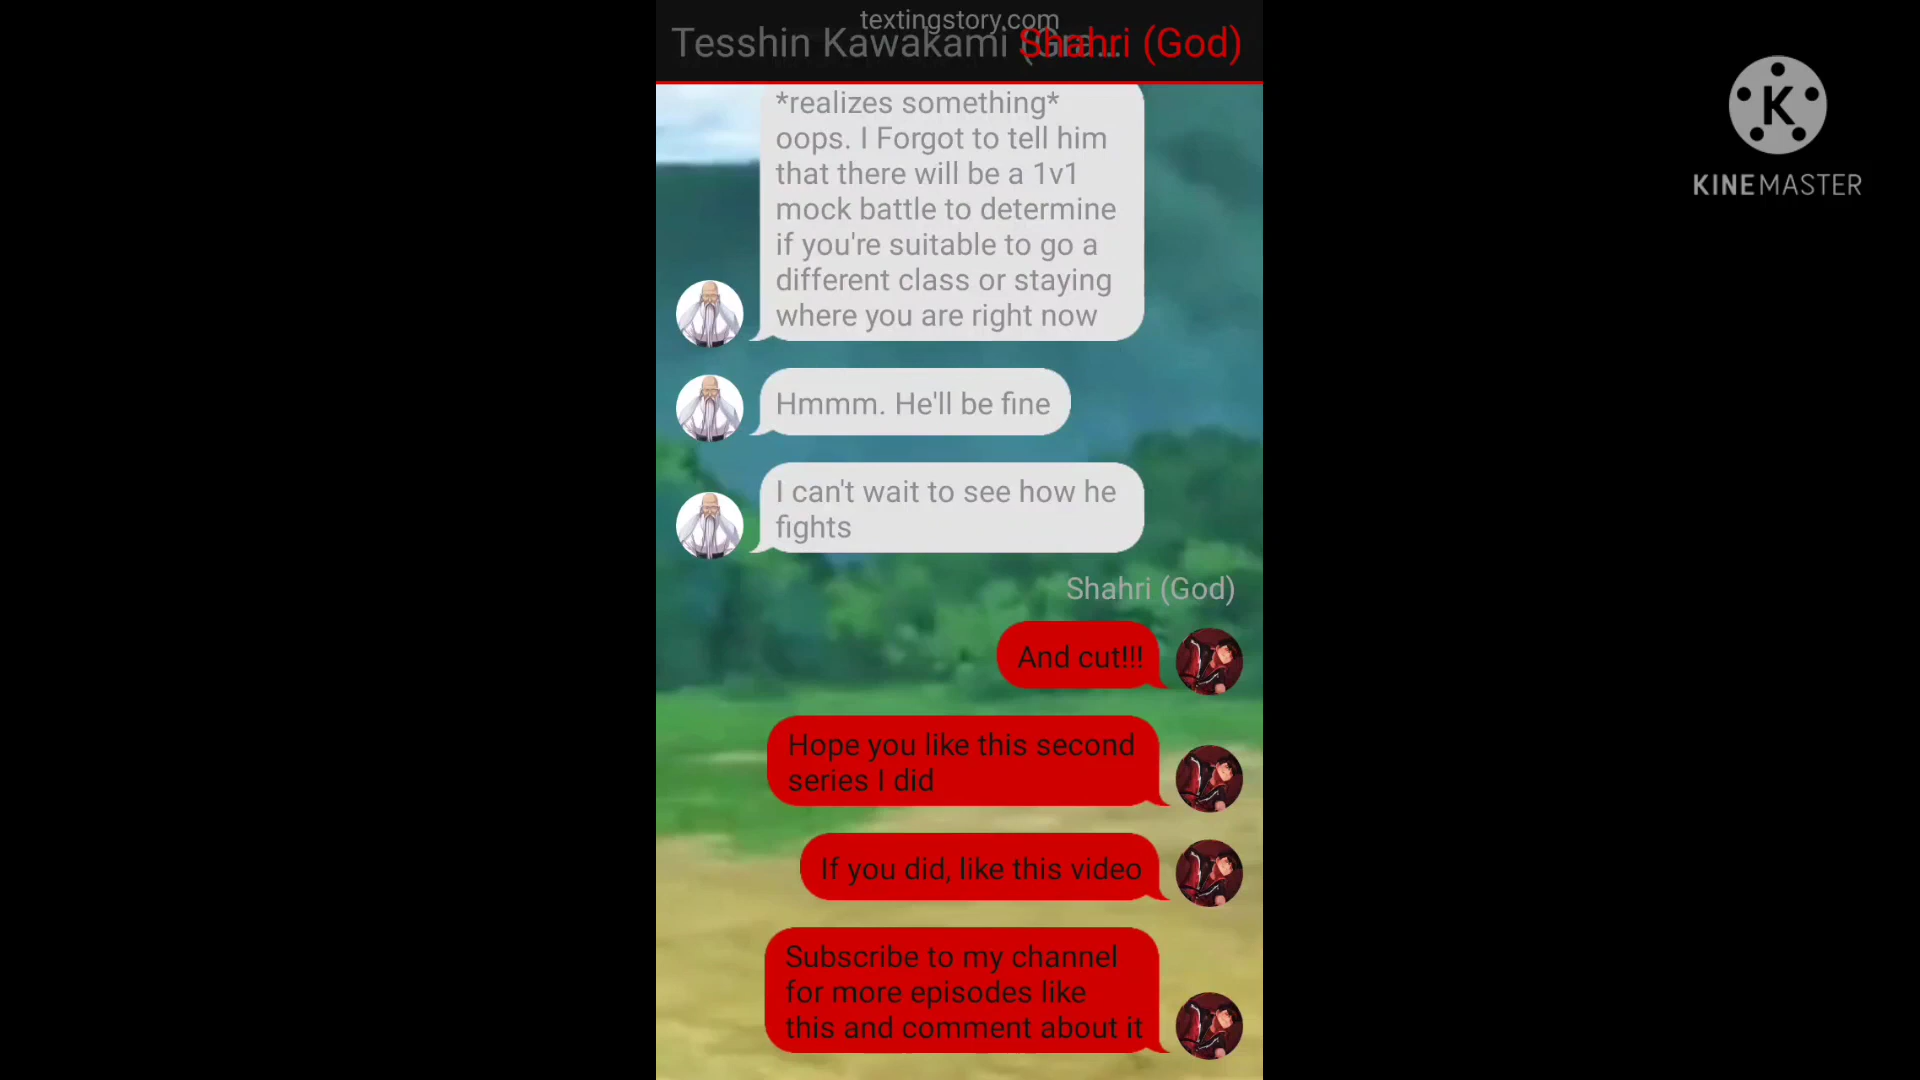 textingstory.com
Tesshin Kawakami (Gra...
Shahri (God)
*realizes something*
oops. I Forgot to tell him
that there will be a 1v1
mock battle to determine
if you're suitable to go a
different class or staying
where you are right now
Hmmm. He'll be fine
I can't wait to see how he
fights
Shahri (God)
And cut!!!
Hope you like this second
series I did
If you did, like this video
Subscribe to my channel
for more episodes like
this and comment about it
K
KINEMASTER